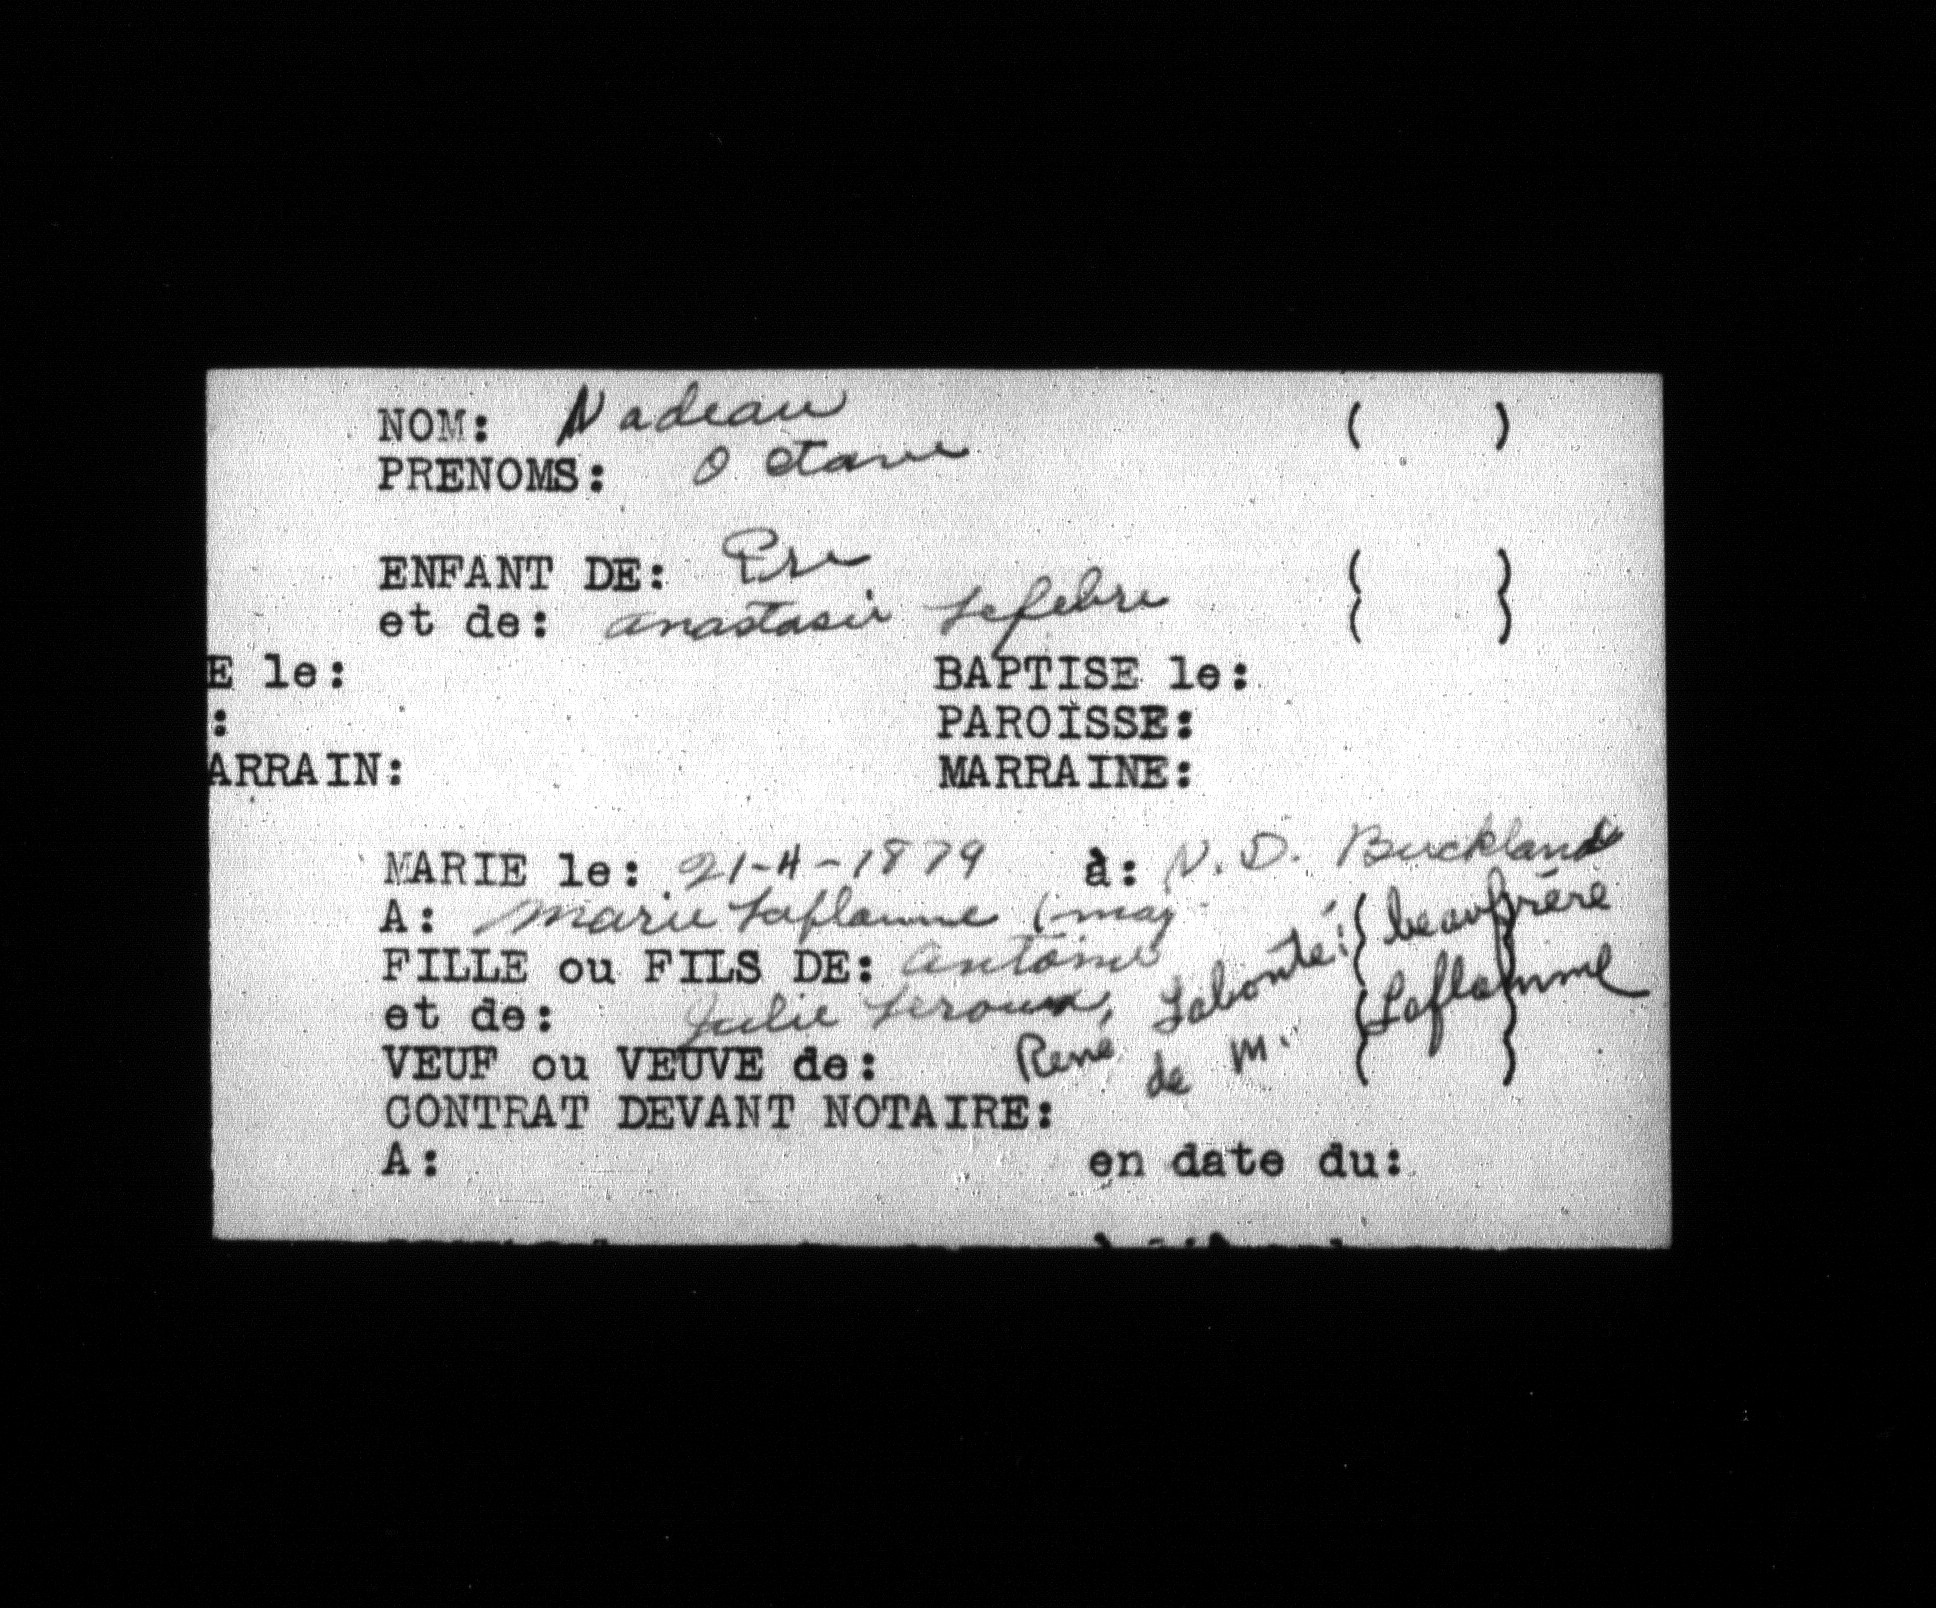 NOM: Nadeau ( )
PRENOMS: Octave
ENFANT DE: Pre ( )
et de: Anastasie Lefebre ( )
E le: BAPTISE le:
: PAROISSE:
ARRAIN: MARRAINE:
MARIE le: 21-4-1879 à: N. D. Buckland
A: Marie Laflamme (maj ( beaufrère )
FILLE ou FILS DE: Antoine Labonté: ( )
et de: Julie Leroux, ( Laflamme )
VEUF ou VEUVE de: René de M. ( )
CONTRAT DEVANT NOTAIRE:
A: en date du: